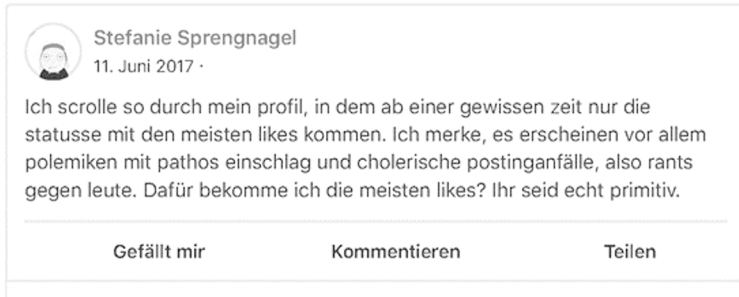 Stefanie Sprengnagel
11. Juni 2017 ·
Ich scrolle so durch mein profil, in dem ab einer gewissen zeit nur die
statusse mit den meisten likes kommen. Ich merke, es erscheinen vor allem
polemiken mit pathos einschlag und cholerische postinganfälle, also rants
gegen leute. Dafür bekomme ich die meisten likes? Ihr seid echt primitiv.
Gefällt mir Kommentieren Teilen